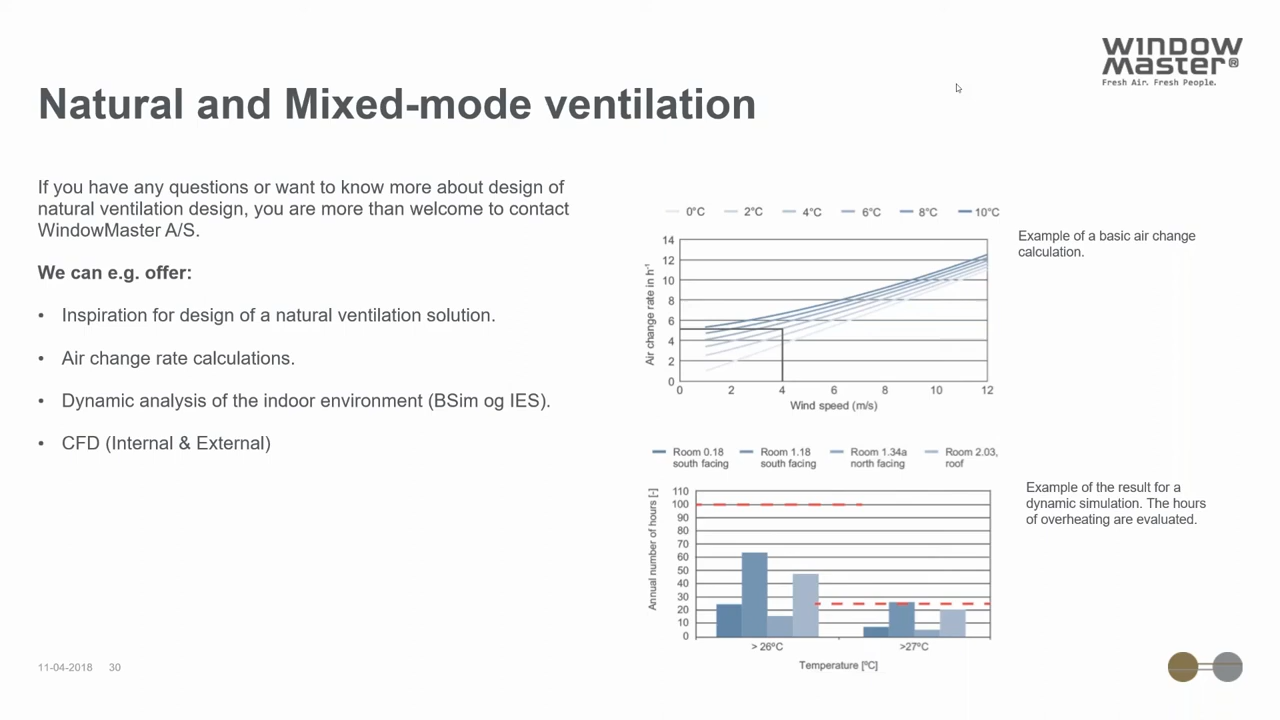 WINDOW
Master®
Fresh Air. Fresh People.
Natural and Mixed-mode ventilation
If you have any questions or want to know more about design of
natural ventilation design, you are more than welcome to contact
WindowMaster A/S.
We can e.g. offer:
• Inspiration for design of a natural ventilation solution.
• Air change rate calculations.
• Dynamic analysis of the indoor environment (BSim og IES).
• CFD (Internal & External)
0°C 2°C 4°C 6°C 8°C 10°C
14
12
10
8
6
4
2
0
Air change rate in h⁻¹
0 2 4 6 8 10 12
Wind speed (m/s)
Example of a basic air change
calculation.
Room 0.18 Room 1.18 Room 1.34a Room 2.03,
south facing south facing north facing roof
110
100
90
80
70
60
50
40
30
20
10
0
Annual number of hours [-]
> 26ºC >27ºC
Temperature [ºC]
Example of the result for a
dynamic simulation. The hours
of overheating are evaluated.
11-04-2018 30